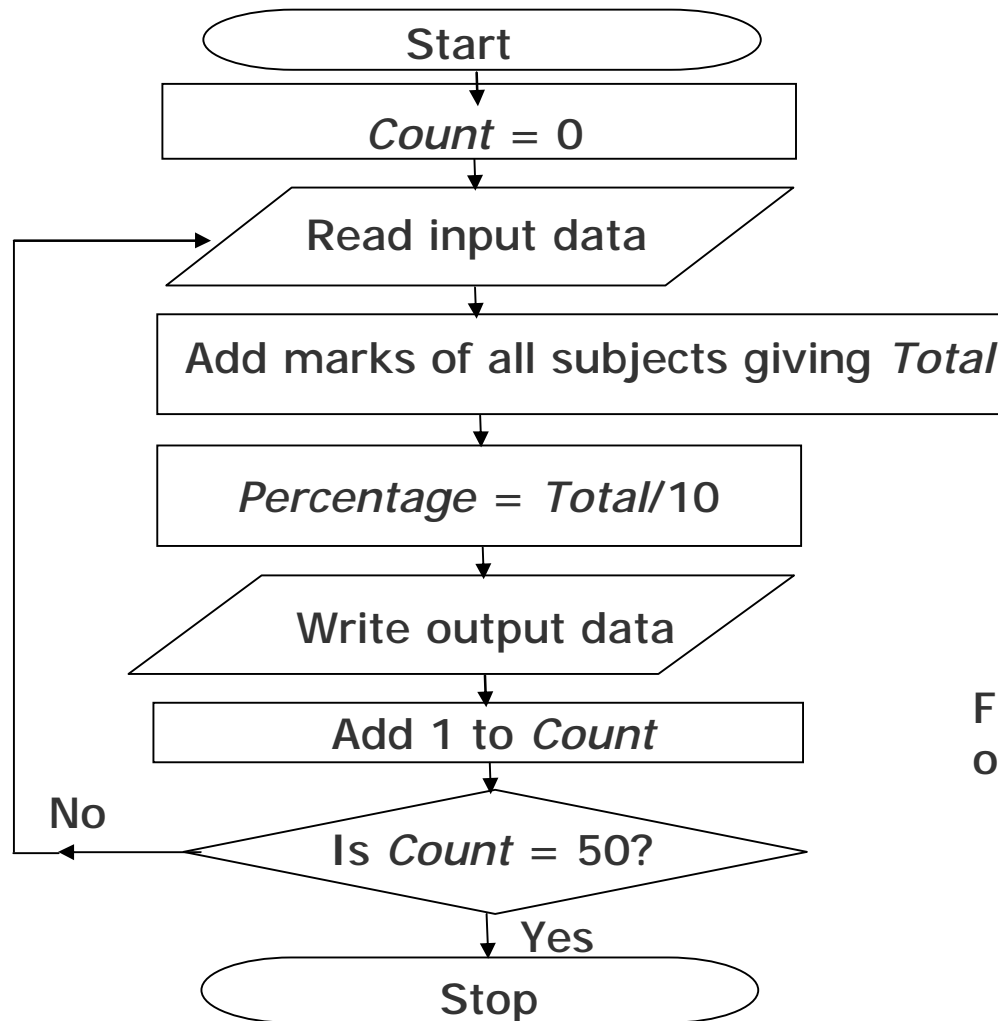 Start
Count = 0
Read input data
Add marks of all subjects giving Total
Percentage = Total/10
Write output data
Add 1 to Count
No
Is Count = 50?
Yes
Stop